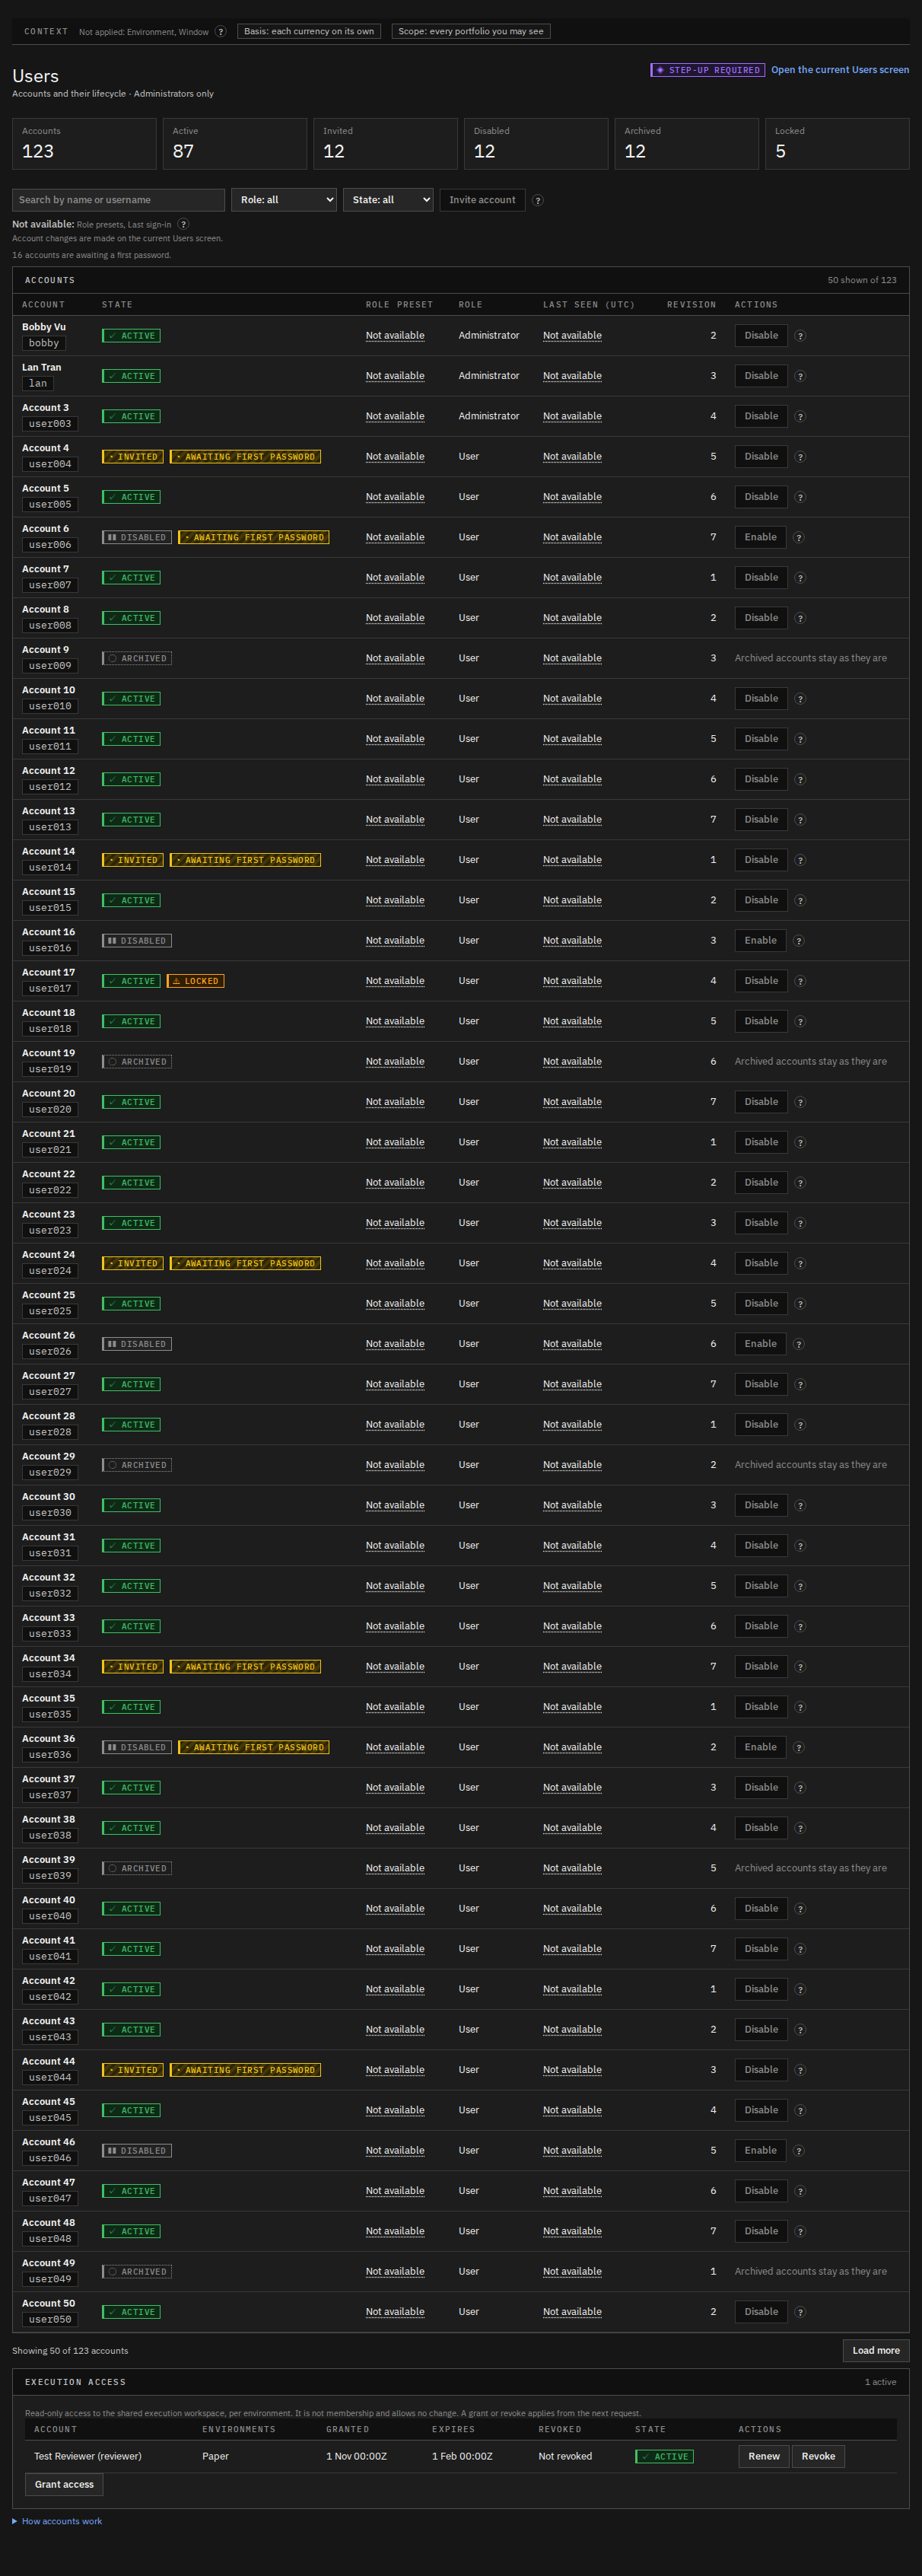 CONTEXT Not applied: Environment, Window ? Basis: each currency on its own Scope: every portfolio you may see
Users
STEP-UP REQUIRED Open the current Users screen
Accounts and their lifecycle · Administrators only
Accounts Active Invited Disabled Archived Locked
123 87 12 12 12 5
Search by name or username Role: all State: all Invite account ?
Not available: Role presets, Last sign-in ?
Account changes are made on the current Users screen.
16 accounts are awaiting a first password.
ACCOUNTS 50 shown of 123
ACCOUNT STATE ROLE PRESET ROLE LAST SEEN (UTC) REVISION ACTIONS
Bobby Vu
bobby ACTIVE Not available Administrator Not available 2 Disable ?
Lan Tran
lan ACTIVE Not available Administrator Not available 3 Disable ?
Account 3
user003 ACTIVE Not available Administrator Not available 4 Disable ?
Account 4
user004 INVITED AWAITING FIRST PASSWORD Not available User Not available 5 Disable ?
Account 5
user005 ACTIVE Not available User Not available 6 Disable ?
Account 6
user006 DISABLED AWAITING FIRST PASSWORD Not available User Not available 7 Enable ?
Account 7
user007 ACTIVE Not available User Not available 1 Disable ?
Account 8
user008 ACTIVE Not available User Not available 2 Disable ?
Account 9
user009 ARCHIVED Not available User Not available 3 Archived accounts stay as they are
Account 10
user010 ACTIVE Not available User Not available 4 Disable ?
Account 11
user011 ACTIVE Not available User Not available 5 Disable ?
Account 12
user012 ACTIVE Not available User Not available 6 Disable ?
Account 13
user013 ACTIVE Not available User Not available 7 Disable ?
Account 14
user014 INVITED AWAITING FIRST PASSWORD Not available User Not available 1 Disable ?
Account 15
user015 ACTIVE Not available User Not available 2 Disable ?
Account 16
user016 DISABLED Not available User Not available 3 Enable ?
Account 17
user017 ACTIVE LOCKED Not available User Not available 4 Disable ?
Account 18
user018 ACTIVE Not available User Not available 5 Disable ?
Account 19
user019 ARCHIVED Not available User Not available 6 Archived accounts stay as they are
Account 20
user020 ACTIVE Not available User Not available 7 Disable ?
Account 21
user021 ACTIVE Not available User Not available 1 Disable ?
Account 22
user022 ACTIVE Not available User Not available 2 Disable ?
Account 23
user023 ACTIVE Not available User Not available 3 Disable ?
Account 24
user024 INVITED AWAITING FIRST PASSWORD Not available User Not available 4 Disable ?
Account 25
user025 ACTIVE Not available User Not available 5 Disable ?
Account 26
user026 DISABLED Not available User Not available 6 Enable ?
Account 27
user027 ACTIVE Not available User Not available 7 Disable ?
Account 28
user028 ACTIVE Not available User Not available 1 Disable ?
Account 29
user029 ARCHIVED Not available User Not available 2 Archived accounts stay as they are
Account 30
user030 ACTIVE Not available User Not available 3 Disable ?
Account 31
user031 ACTIVE Not available User Not available 4 Disable ?
Account 32
user032 ACTIVE Not available User Not available 5 Disable ?
Account 33
user033 ACTIVE Not available User Not available 6 Disable ?
Account 34
user034 INVITED AWAITING FIRST PASSWORD Not available User Not available 7 Disable ?
Account 35
user035 ACTIVE Not available User Not available 1 Disable ?
Account 36
user036 DISABLED AWAITING FIRST PASSWORD Not available User Not available 2 Enable ?
Account 37
user037 ACTIVE Not available User Not available 3 Disable ?
Account 38
user038 ACTIVE Not available User Not available 4 Disable ?
Account 39
user039 ARCHIVED Not available User Not available 5 Archived accounts stay as they are
Account 40
user040 ACTIVE Not available User Not available 6 Disable ?
Account 41
user041 ACTIVE Not available User Not available 7 Disable ?
Account 42
user042 ACTIVE Not available User Not available 1 Disable ?
Account 43
user043 ACTIVE Not available User Not available 2 Disable ?
Account 44
user044 INVITED AWAITING FIRST PASSWORD Not available User Not available 3 Disable ?
Account 45
user045 ACTIVE Not available User Not available 4 Disable ?
Account 46
user046 DISABLED Not available User Not available 5 Enable ?
Account 47
user047 ACTIVE Not available User Not available 6 Disable ?
Account 48
user048 ACTIVE Not available User Not available 7 Disable ?
Account 49
user049 ARCHIVED Not available User Not available 1 Archived accounts stay as they are
Account 50
user050 ACTIVE Not available User Not available 2 Disable ?
Showing 50 of 123 accounts Load more
EXECUTION ACCESS 1 active
Read-only access to the shared execution workspace, per environment. It is not membership and allows no change. A grant or revoke applies from the next request.
ACCOUNT ENVIRONMENTS GRANTED EXPIRES REVOKED STATE ACTIONS
Test Reviewer (reviewer) Paper 1 Nov 00:00Z 1 Feb 00:00Z Not revoked ACTIVE Renew Revoke
Grant access
How accounts work